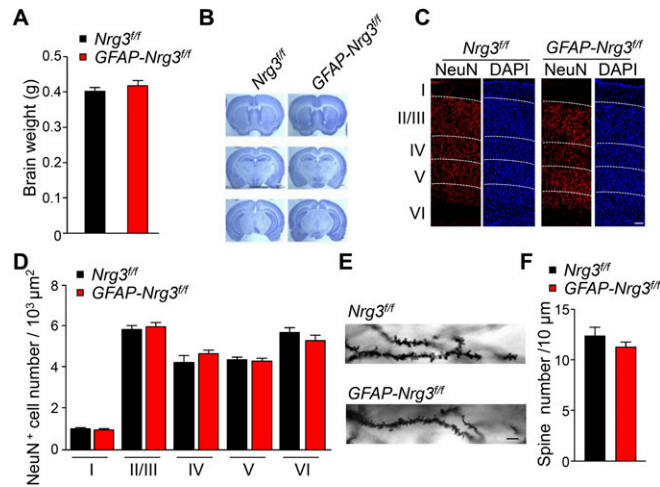 A
Nrg3f/f
GFAP-Nrg3f/f
Brain weight (g)
0.5
0.4
0.3
0.2
0.1
0
B
Nrg3f/f
GFAP-Nrg3f/f
C
Nrg3f/f
GFAP-Nrg3f/f
NeuN DAPI NeuN DAPI
I
II/III
IV
V
VI
D
Nrg3f/f
GFAP-Nrg3f/f
NeuN+ cell number / 10³ µm²
8
6
4
2
0
I II/III IV V VI
E
Nrg3f/f
GFAP-Nrg3f/f
F
Nrg3f/f
GFAP-Nrg3f/f
Spine number /10 µm
15
10
5
0